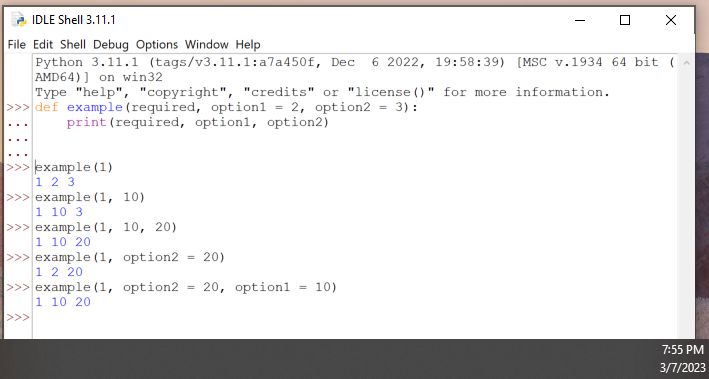 IDLE Shell 3.11.1
File Edit Shell Debug Options Window Help
Python 3.11.1 (tags/v3.11.1:a7a450f, Dec  6 2022, 19:58:39) [MSC v.1934 64 bit (
AMD64)] on win32
Type "help", "copyright", "credits" or "license()" for more information.
>>> def example(required, option1 = 2, option2 = 3):
...     print(required, option1, option2)
...
...
>>> example(1)
1 2 3
>>> example(1, 10)
1 10 3
>>> example(1, 10, 20)
1 10 20
>>> example(1, option2 = 20)
1 2 20
>>> example(1, option2 = 20, option1 = 10)
1 10 20
>>>
7:55 PM
3/7/2023